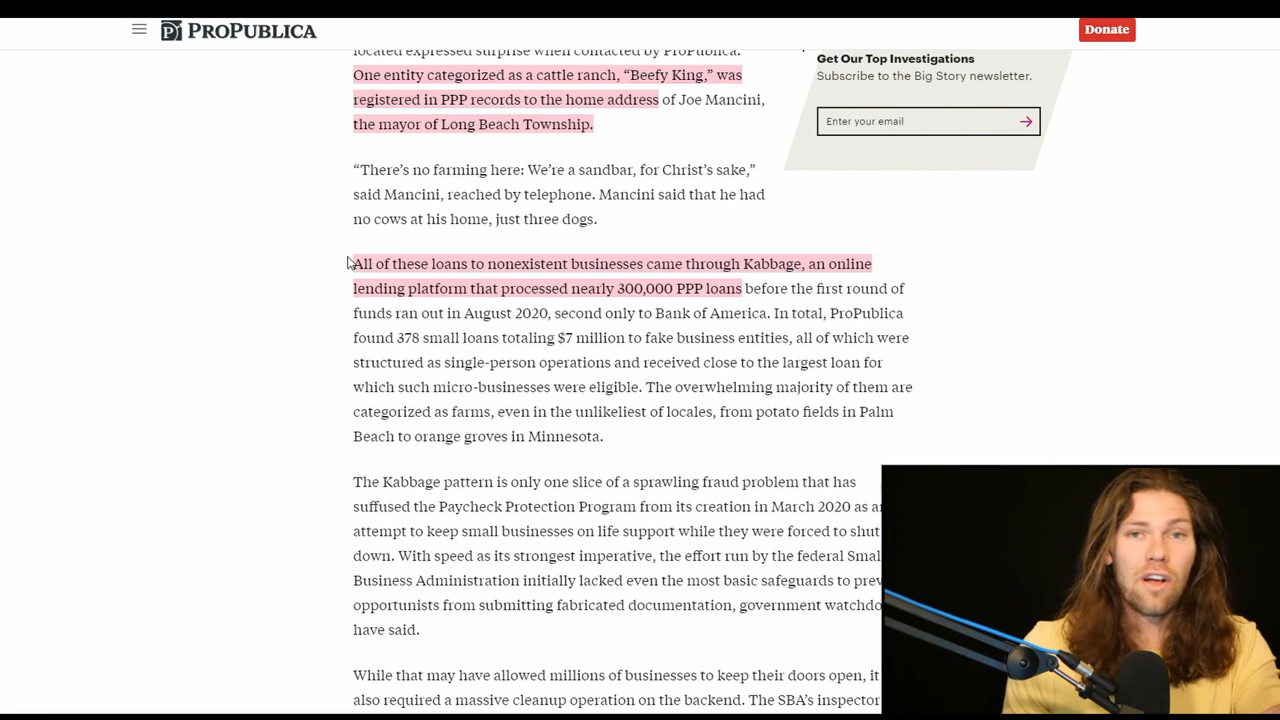 PROPUBLICA
Donate
located expressed surprise when contacted by ProPublica.
One entity categorized as a cattle ranch, “Beefy King,” was
registered in PPP records to the home address of Joe Mancini,
the mayor of Long Beach Township.
“There’s no farming here: We’re a sandbar, for Christ’s sake,”
said Mancini, reached by telephone. Mancini said that he had
no cows at his home, just three dogs.
All of these loans to nonexistent businesses came through Kabbage, an online
lending platform that processed nearly 300,000 PPP loans before the first round of
funds ran out in August 2020, second only to Bank of America. In total, ProPublica
found 378 small loans totaling $7 million to fake business entities, all of which were
structured as single-person operations and received close to the largest loan for
which such micro-businesses were eligible. The overwhelming majority of them are
categorized as farms, even in the unlikeliest of locales, from potato fields in Palm
Beach to orange groves in Minnesota.
The Kabbage pattern is only one slice of a sprawling fraud problem that has
suffused the Paycheck Protection Program from its creation in March 2020 as
attempt to keep small businesses on life support while they were forced to shut
down. With speed as its strongest imperative, the effort run by the federal
Business Administration initially lacked even the most basic safeguards to
opportunists from submitting fabricated documentation, government
have said.
While that may have allowed millions of businesses to keep their doors open, it
also required a massive cleanup operation on the backend. The SBA’s inspector
Get Our Top Investigations
Subscribe to the Big Story newsletter.
Enter your email